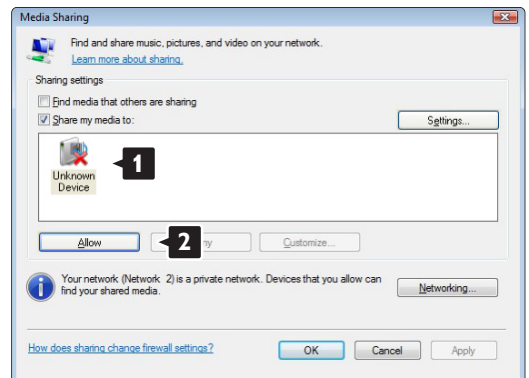 Media Sharing
Find and share music, pictures, and video on your network.
Learn more about sharing.
Sharing settings
Find media that others are sharing
Share my media to:
Settings...
Unknown
Device
1
Allow
2
Customize...
Your network (Network 2) is a private network. Devices that you allow can
find your shared media.
Networking...
How does sharing change firewall settings?
OK
Cancel
Apply